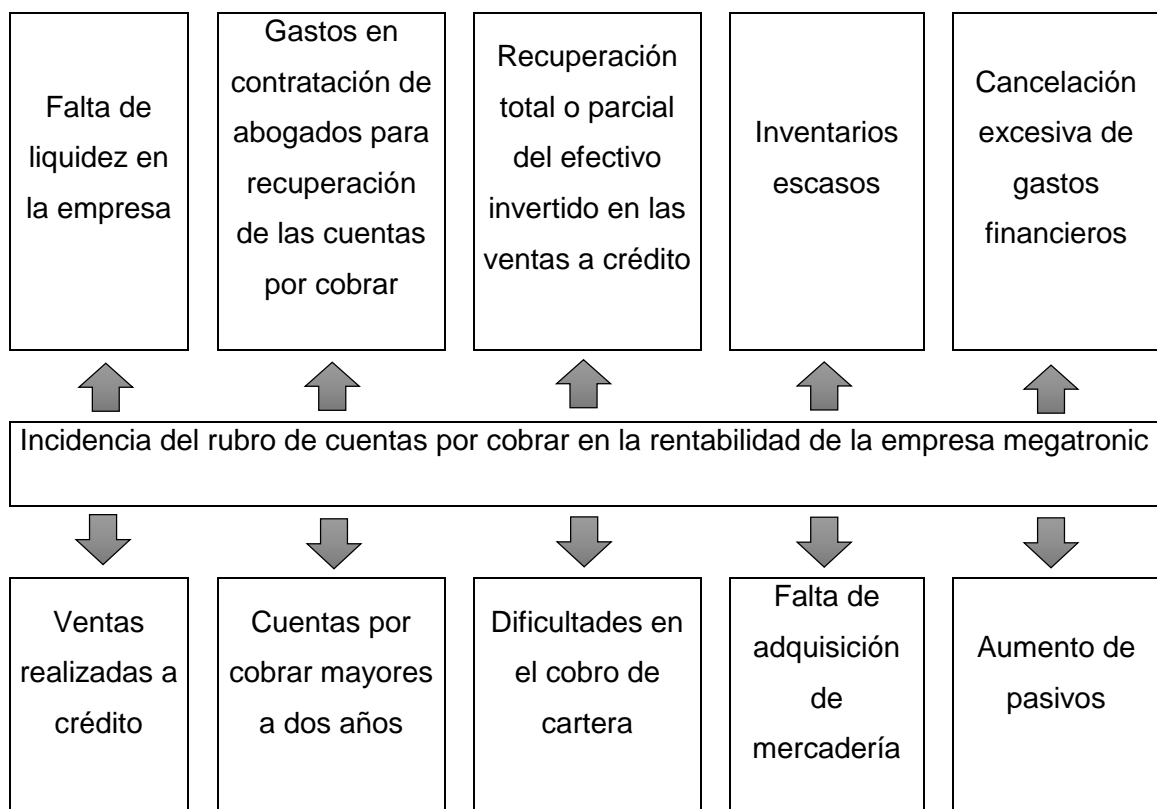 Falta de
liquidez en
la empresa
Gastos en
contratación de
abogados para
recuperación
de las cuentas
por cobrar
Recuperación
total o parcial
del efectivo
invertido en las
ventas a crédito
Inventarios
escasos
Cancelación
excesiva de
gastos
financieros
Incidencia del rubro de cuentas por cobrar en la rentabilidad de la empresa megatronic
Ventas
realizadas a
crédito
Cuentas por
cobrar mayores
a dos años
Dificultades en
el cobro de
cartera
Falta de
adquisición
de
mercadería
Aumento de
pasivos